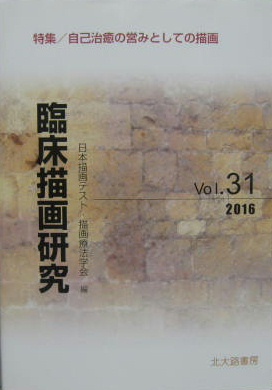 特集/自己治癒の営みとしての描画
臨床描画研究
日本描画テスト・描画療法学会 編
Vol.31
2016
北大路書房